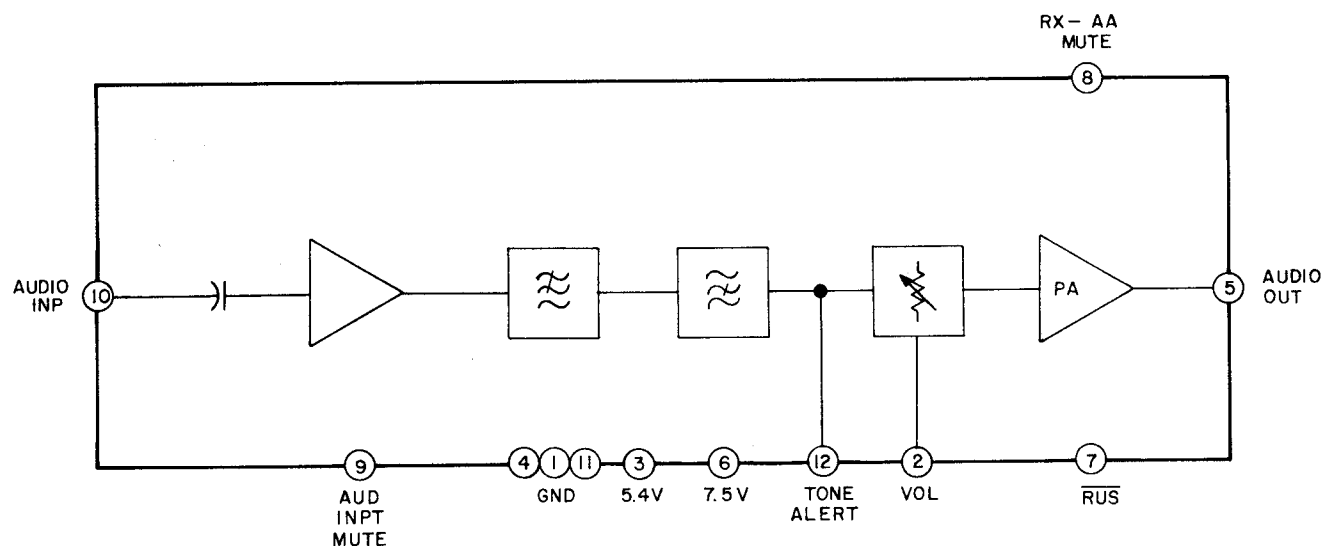 RX-AA
MUTE
8
AUDIO
INP
10
PA
5
AUDIO
OUT
9
4
1
11
3
6
12
2
7
AUD
INPT
MUTE
GND
5.4V
7.5V
TONE
ALERT
VOL
RUS